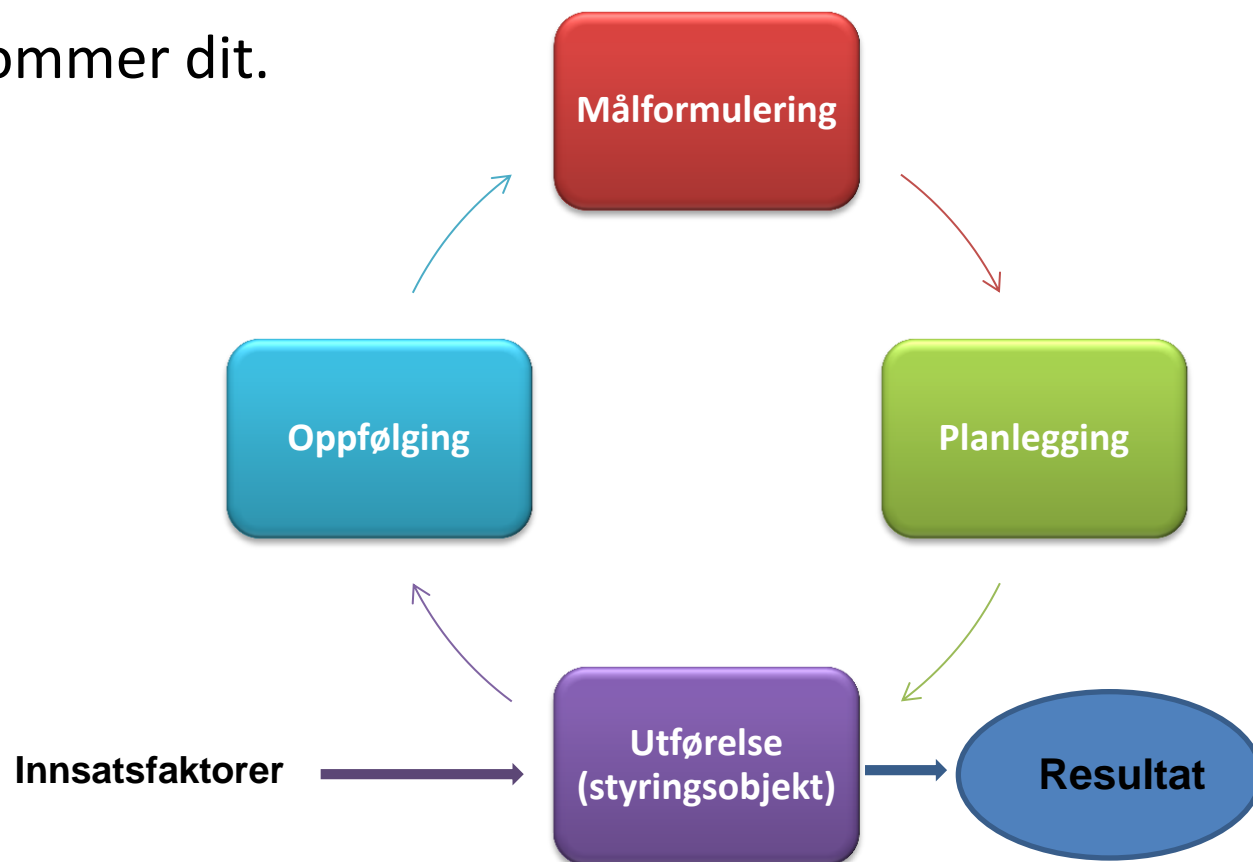 ommer dit.
Målformulering
Oppfølging
Planlegging
Utførelse
(styringsobjekt)
Innsatsfaktorer
Resultat